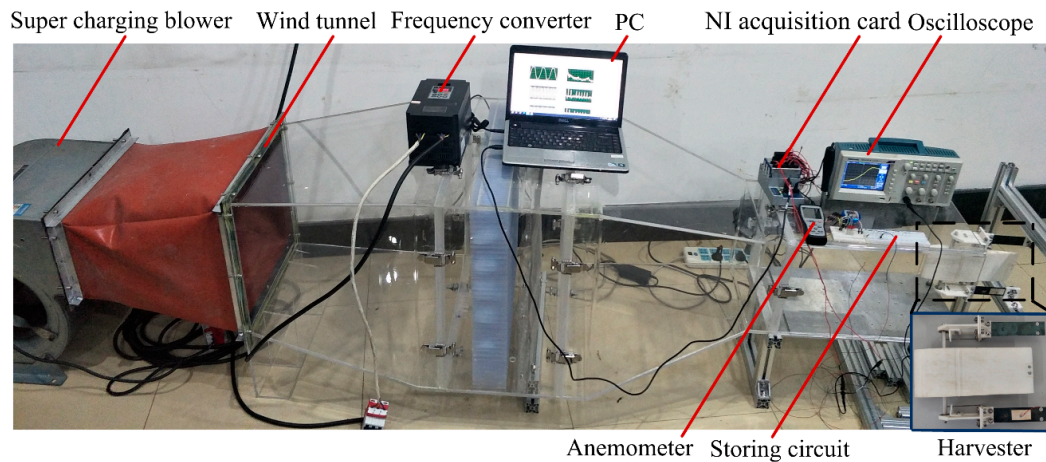 Super charging blower
Wind tunnel
Frequency converter
PC
NI acquisition card
Oscilloscope
Anemometer
Storing circuit
Harvester